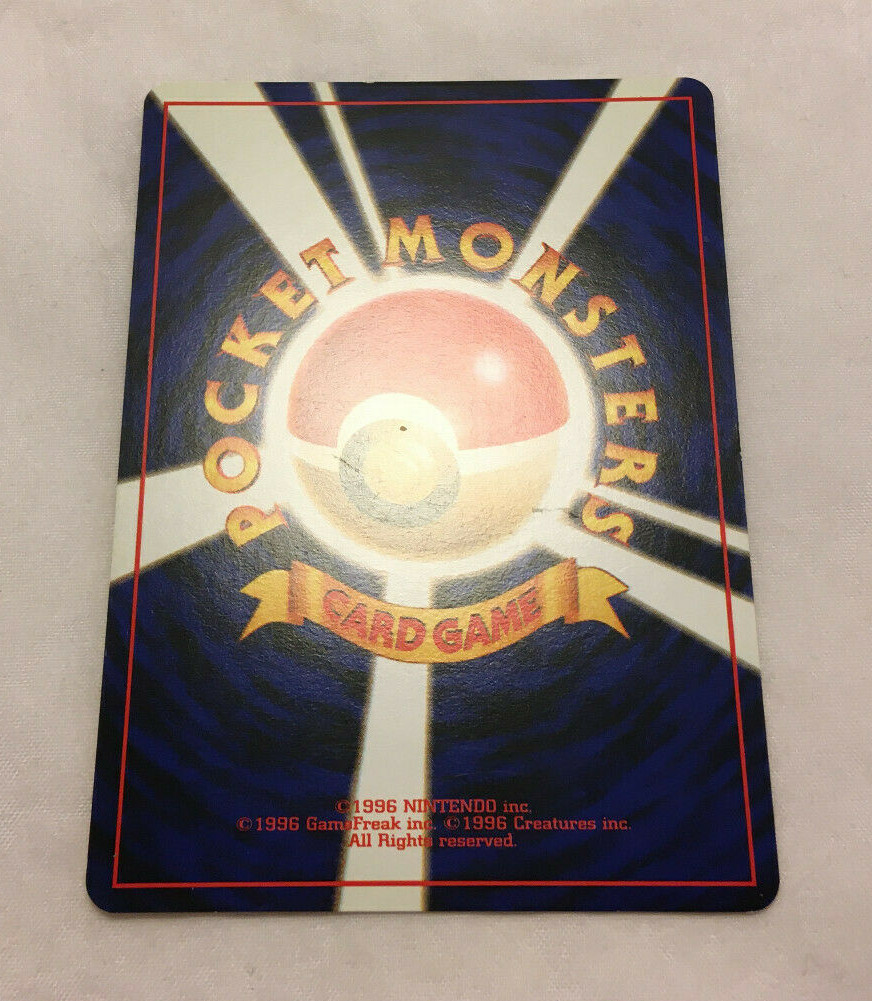 POCKET MONSTERS
CARD GAME
©1996 NINTENDO inc.
©1996 GameFreak inc. ©1996 Creatures inc.
All Rights reserved.